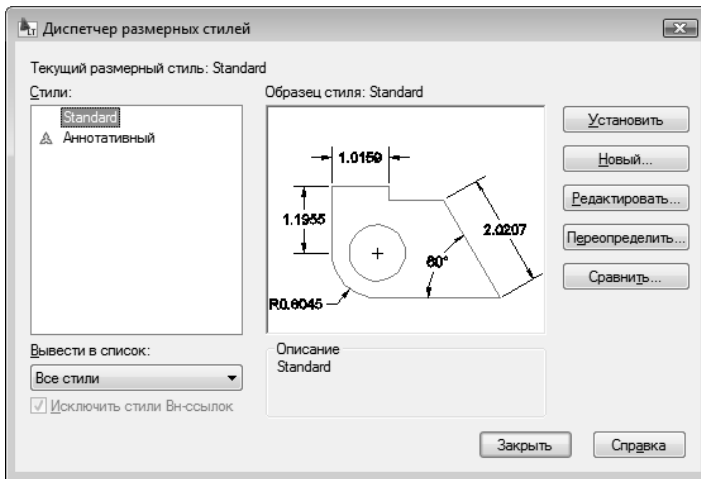 LT Диспетчер размерных стилей
Текущий размерный стиль: Standard
Стили:
Образец стиля: Standard
Standard
Аннотативный
1.0159
1.1955
2.0207
60°
R0.6045
Установить
Новый...
Редактировать...
Переопределить...
Сравнить...
Вывести в список:
Все стили
Исключить стили Вн-ссылок
Описание
Standard
Закрыть
Справка